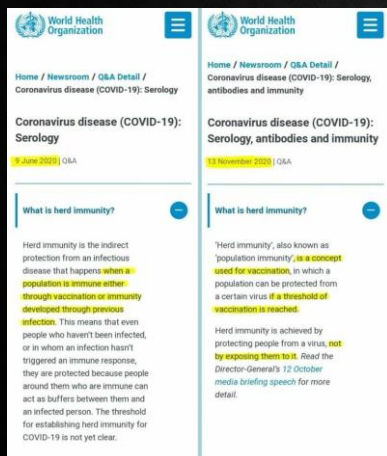 World Health
Organization
Home / Newsroom / Q&A Detail /
Coronavirus disease (COVID-19): Serology
Coronavirus disease (COVID-19):
Serology
9 June 2020 | Q&A
What is herd immunity?
Herd immunity is the indirect
protection from an infectious
disease that happens when a
population is immune either
through vaccination or immunity
developed through previous
infection. This means that even
people who haven't been infected,
or in whom an infection hasn't
triggered an immune response,
they are protected because people
around them who are immune can
act as buffers between them and
an infected person. The threshold
for establishing herd immunity for
COVID-19 is not yet clear.
World Health
Organization
Home / Newsroom / Q&A Detail /
Coronavirus disease (COVID-19): Serology,
antibodies and immunity
Coronavirus disease (COVID-19):
Serology, antibodies and immunity
13 November 2020 | Q&A
What is herd immunity?
'Herd immunity', also known as
'population immunity', is a concept
used for vaccination, in which a
population can be protected from
a certain virus if a threshold of
vaccination is reached.
Herd immunity is achieved by
protecting people from a virus, not
by exposing them to it. Read the
Director-General's 12 October
media briefing speech for more
detail.